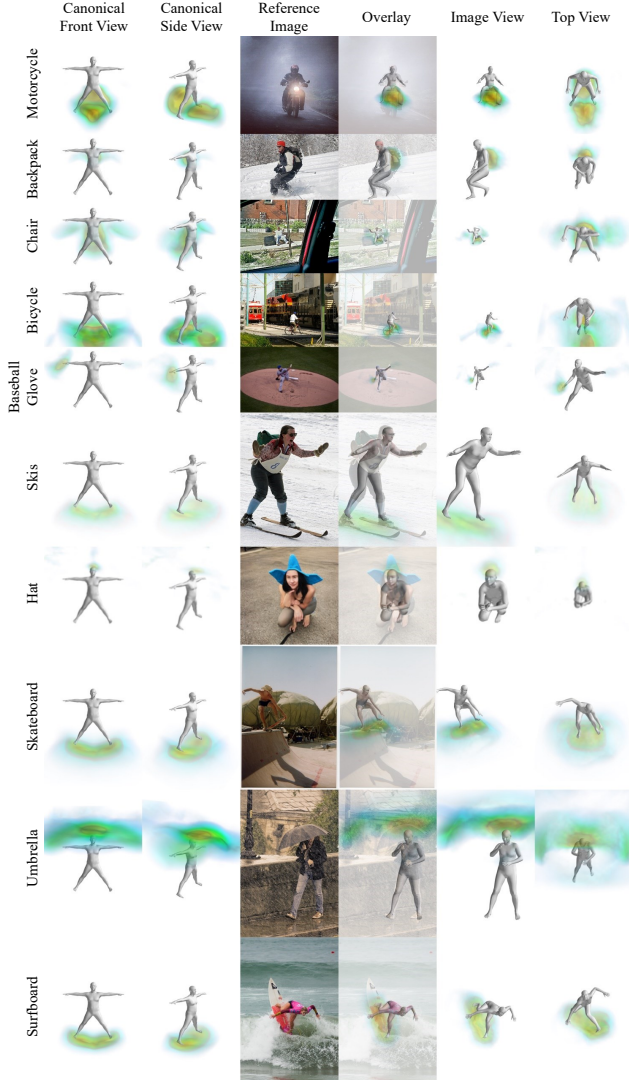 Canonical
Front View
Canonical
Side View
Reference
Image
Overlay
Image View
Top View
Motorcycle
Backpack
Chair
Bicycle
Baseball
Glove
Skis
Hat
Skateboard
Umbrella
Surfboard